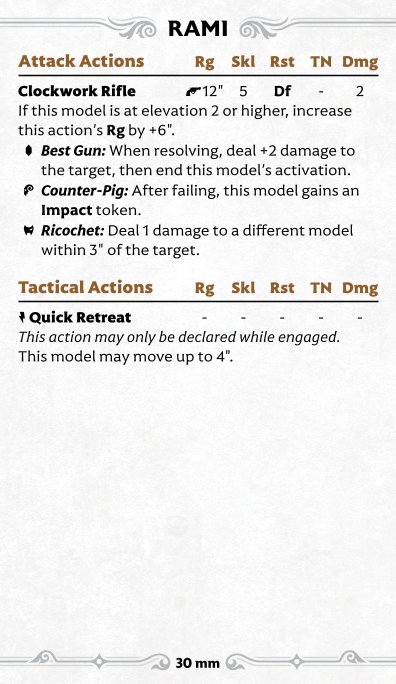 RAMI
Attack Actions Rg Skl Rst TN Dmg
Clockwork Rifle 12" 5 Df - 2
If this model is at elevation 2 or higher, increase
this action's Rg by +6".
Best Gun: When resolving, deal +2 damage to
the target, then end this model's activation.
Counter-Pig: After failing, this model gains an
Impact token.
Ricochet: Deal 1 damage to a different model
within 3" of the target.
Tactical Actions Rg Skl Rst TN Dmg
Quick Retreat - - - - -
This action may only be declared while engaged.
This model may move up to 4".
30 mm